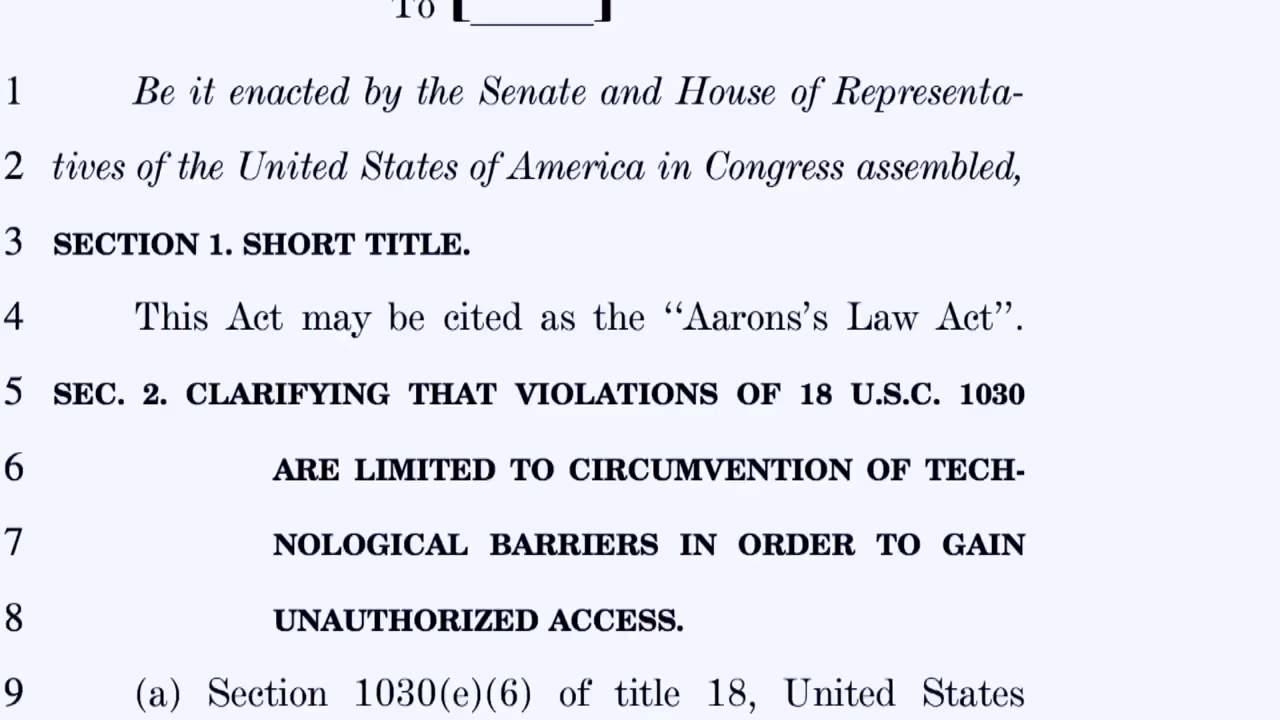 To [______]
1 Be it enacted by the Senate and House of Representa-
2 tives of the United States of America in Congress assembled,
3 SECTION 1. SHORT TITLE.
4 This Act may be cited as the ‘‘Aarons’s Law Act’’.
5 SEC. 2. CLARIFYING THAT VIOLATIONS OF 18 U.S.C. 1030
6 ARE LIMITED TO CIRCUMVENTION OF TECH-
7 NOLOGICAL BARRIERS IN ORDER TO GAIN
8 UNAUTHORIZED ACCESS.
9 (a) Section 1030(e)(6) of title 18, United States